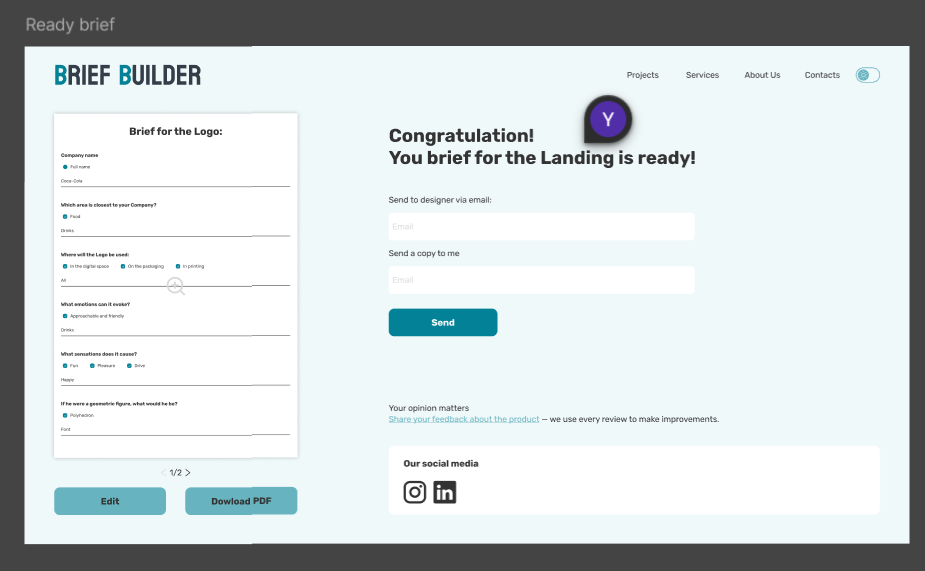 Ready brief
BRIEF BUILDER
Projects Services About Us Contacts
Y
Brief for the Logo:
Company name
Full name
Coca-Cola
Which area is closest to your Company?
Food
Drinks
Where will the Logo be used:
In the digital space On the packaging In printing
All
What emotions can it evoke?
Approachable and friendly
Drinks
What sensations does it cause?
Fun Pleasure Drive
Happy
If he were a geometric figure, what would he be?
Polyhedron
Font
< 1/2 >
Edit Dowload PDF
Congratulation!
You brief for the Landing is ready!
Send to designer via email:
Email
Send a copy to me
Email
Send
Your opinion matters
Share your feedback about the product – we use every review to make improvements.
Our social media
in